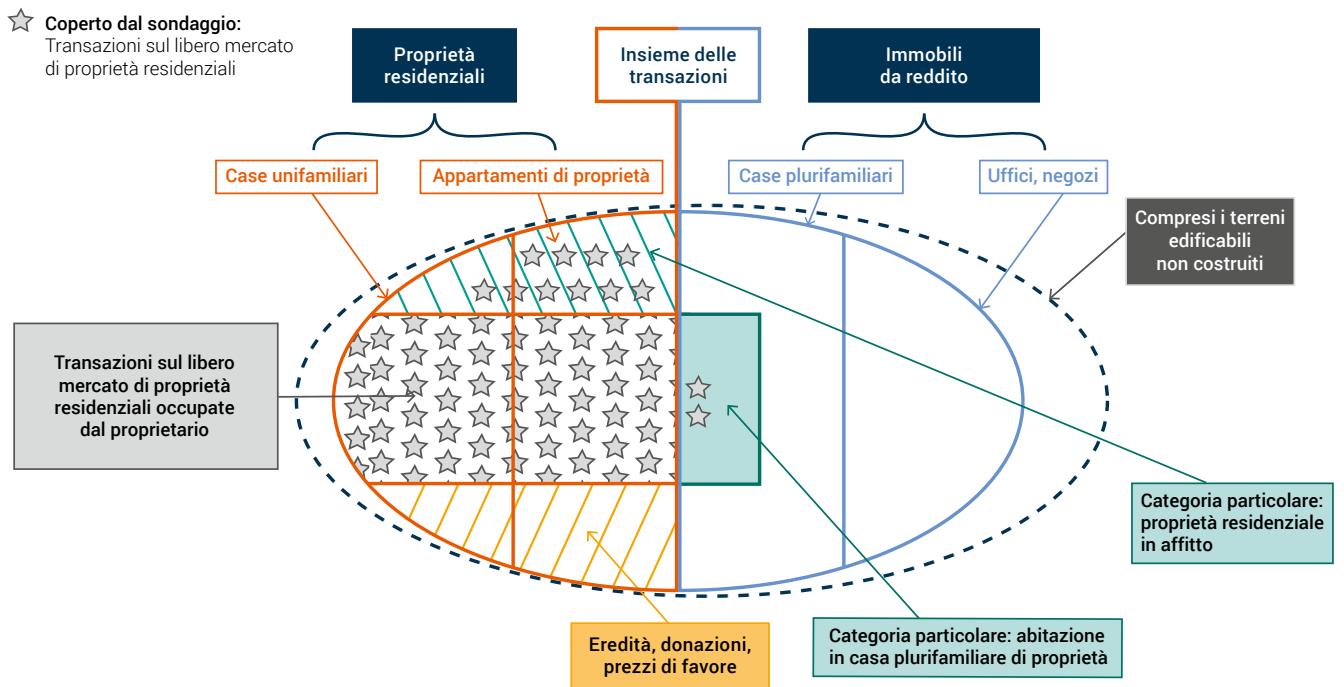 Coperto dal sondaggio:
Transazioni sul libero mercato
di proprietà residenziali
Proprietà
residenziali
Insieme delle
transazioni
Immobili
da reddito
Case unifamiliari
Appartamenti di proprietà
Case plurifamiliari
Uffici, negozi
Compresi i terreni
edificabili
non costruiti
Transazioni sul libero
mercato di proprietà
residenziali occupate
dal proprietario
Categoria particolare:
proprietà residenziale
in affitto
Eredità, donazioni,
prezzi di favore
Categoria particolare: abitazione
in casa plurifamiliare di proprietà